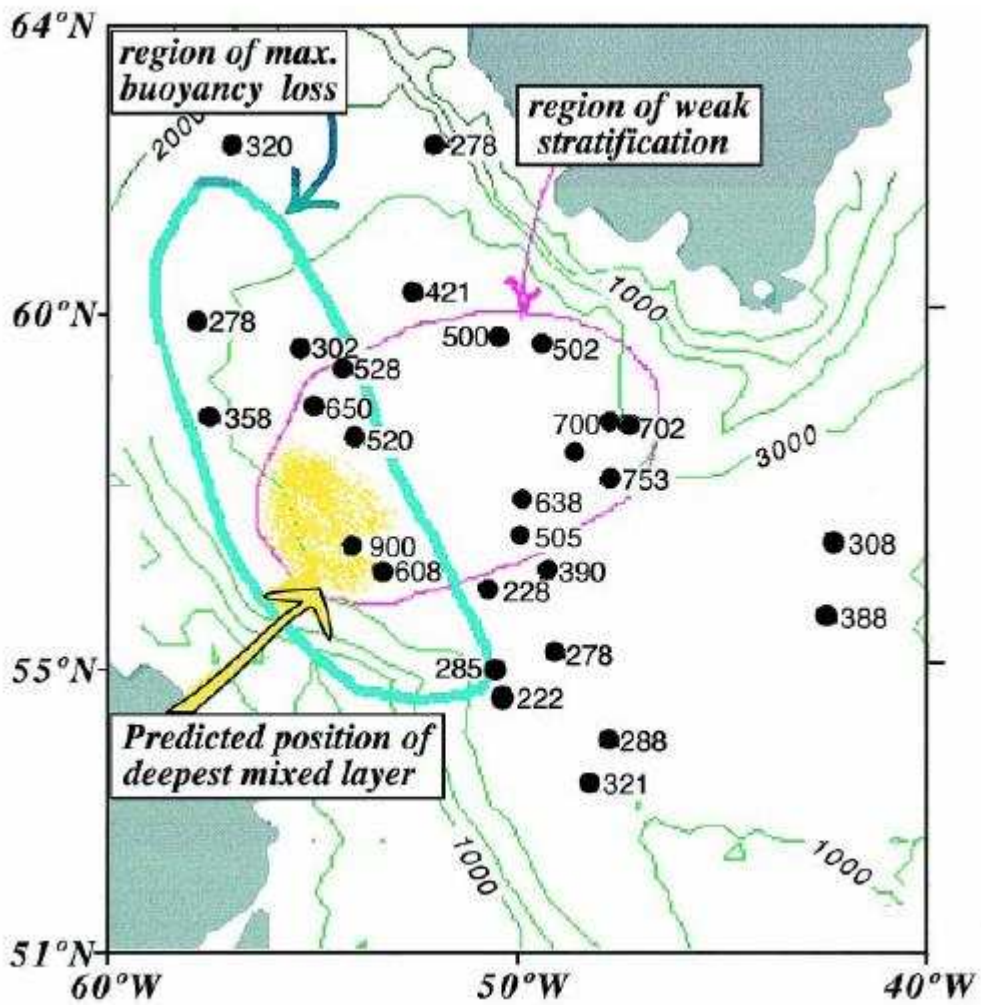 64°N
region of max.
buoyancy loss
region of weak
stratification
2000
320
278
1000
421
60°N
278
500
502
302
528
650
358
700
702
520
3000
753
638
505
900
308
608
390
228
388
55°N
278
285
222
Predicted position of
deepest mixed layer
288
321
1000
1000
51°N
60°W
50°W
40°W